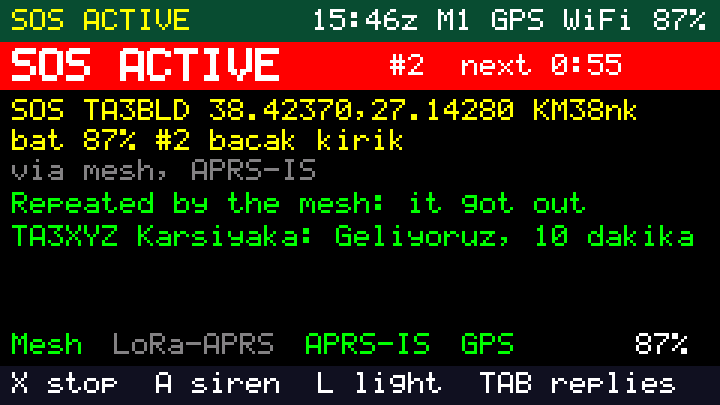 SOS ACTIVE 15:46z M1 GPS WiFi 87%
SOS ACTIVE #2 next 0:55
SOS TA3BLD 38.42370,27.14280 KM38nk
bat 87% #2 bacak kirik
via mesh, APRS-IS
Repeated by the mesh: it got out
TA3XYZ Karsiyaka: Geliyoruz, 10 dakika
Mesh LoRa-APRS APRS-IS GPS 87%
X stop A siren L light TAB replies